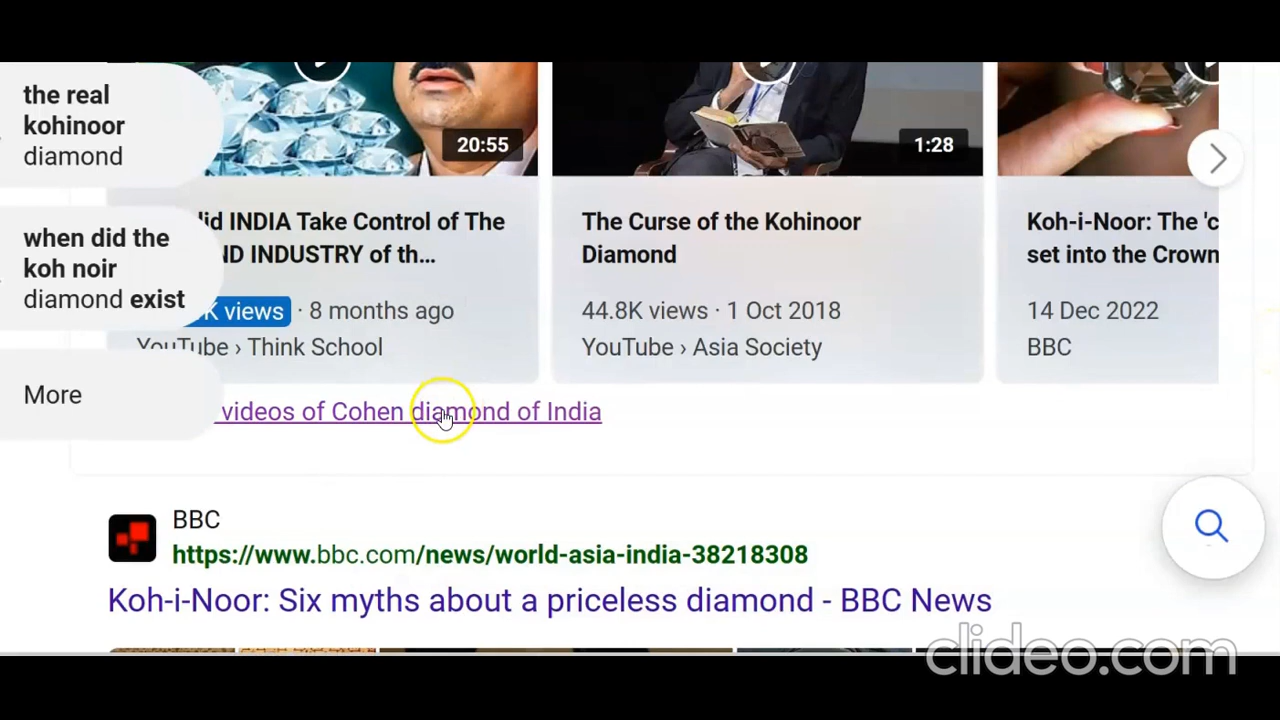 the real
kohinoor
diamond
when did the
koh noir
diamond exist
More
20:55
id INDIA Take Control of The
ND INDUSTRY of th...
K views · 8 months ago
YouTube › Think School
1:28
The Curse of the Kohinoor
Diamond
44.8K views · 1 Oct 2018
YouTube › Asia Society
Koh-i-Noor: The 'c
set into the Crown
14 Dec 2022
BBC
videos of Cohen diamond of India
BBC
https://www.bbc.com/news/world-asia-india-38218308
Koh-i-Noor: Six myths about a priceless diamond - BBC News
clideo.com